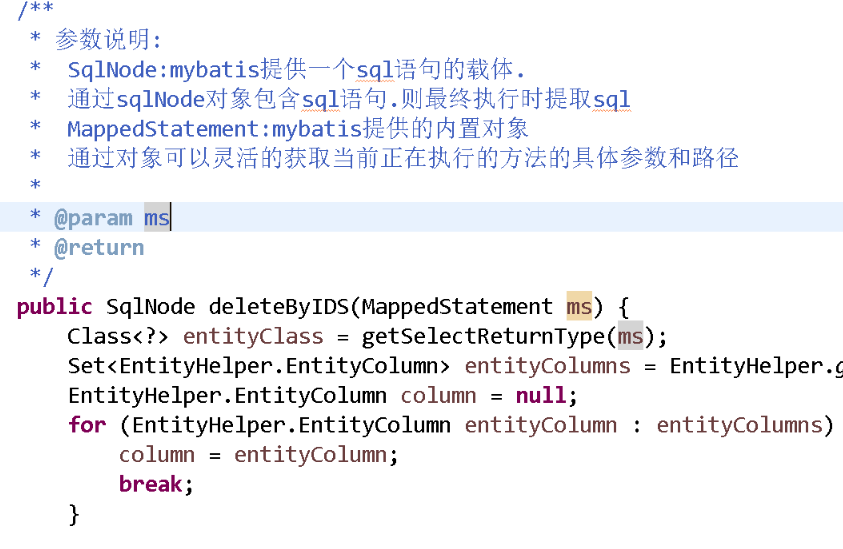 /**
 * 参数说明:
 *  SqlNode:mybatis提供一个sql语句的载体.
 *  通过sqlNode对象包含sql语句.则最终执行时提取sql
 *  MappedStatement:mybatis提供的内置对象
 *  通过对象可以灵活的获取当前正在执行的方法的具体参数和路径
 *
 * @param ms
 * @return
 */
public SqlNode deleteByIDS(MappedStatement ms) {
    Class<?> entityClass = getSelectReturnType(ms);
    Set<EntityHelper.EntityColumn> entityColumns = EntityHelper.g
    EntityHelper.EntityColumn column = null;
    for (EntityHelper.EntityColumn entityColumn : entityColumns)
        column = entityColumn;
        break;
    }